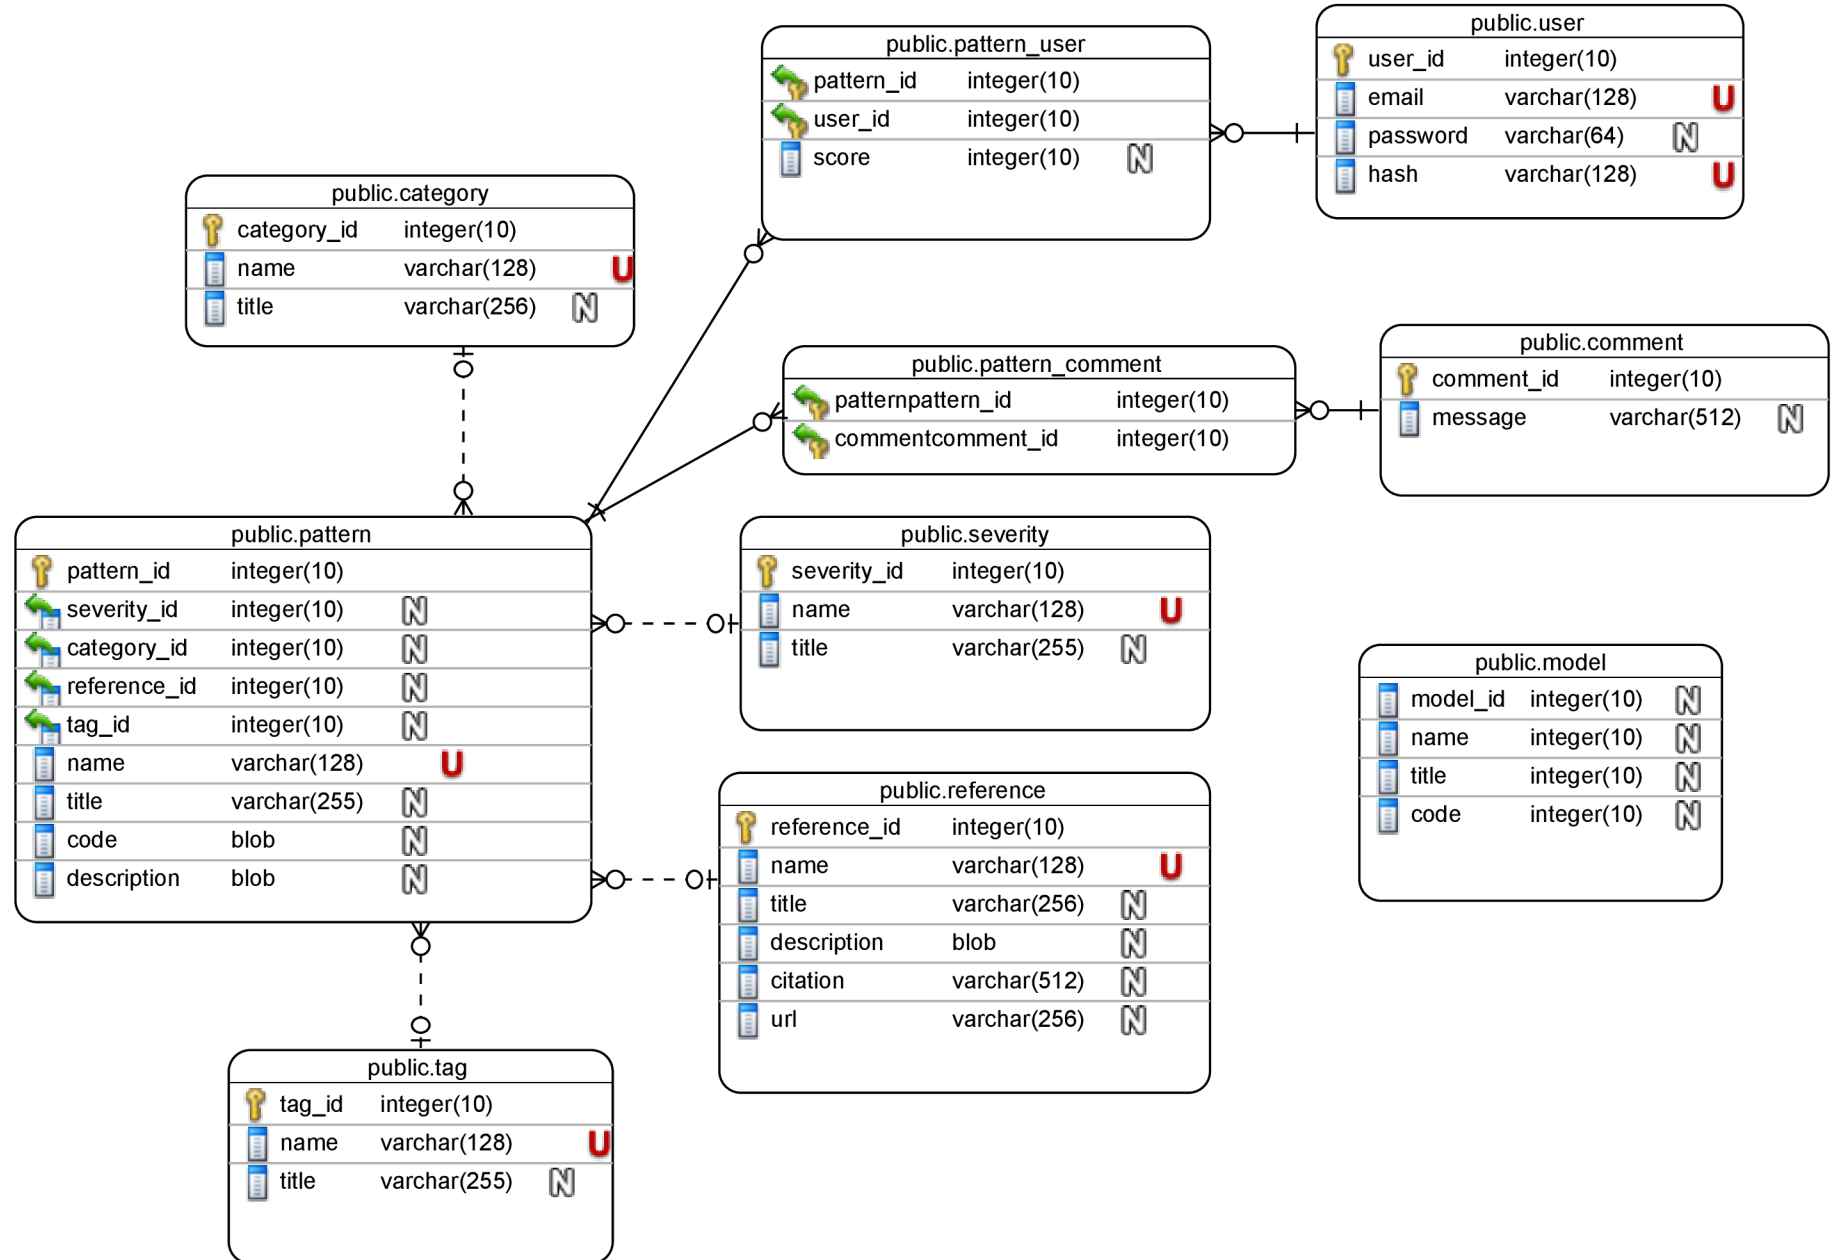 public.pattern_user
pattern_id integer(10)
user_id integer(10)
score integer(10) N
public.user
user_id integer(10)
email varchar(128) U
password varchar(64) N
hash varchar(128) U
public.category
category_id integer(10)
name varchar(128) U
title varchar(256) N
public.pattern_comment
patternpattern_id integer(10)
commentcomment_id integer(10)
public.comment
comment_id integer(10)
message varchar(512) N
public.pattern
pattern_id integer(10)
severity_id integer(10) N
category_id integer(10) N
reference_id integer(10) N
tag_id integer(10) N
name varchar(128) U
title varchar(255) N
code blob N
description blob N
public.severity
severity_id integer(10)
name varchar(128) U
title varchar(255) N
public.model
model_id integer(10) N
name integer(10) N
title integer(10) N
code integer(10) N
public.reference
reference_id integer(10)
name varchar(128) U
title varchar(256) N
description blob N
citation varchar(512) N
url varchar(256) N
public.tag
tag_id integer(10)
name varchar(128) U
title varchar(255) N